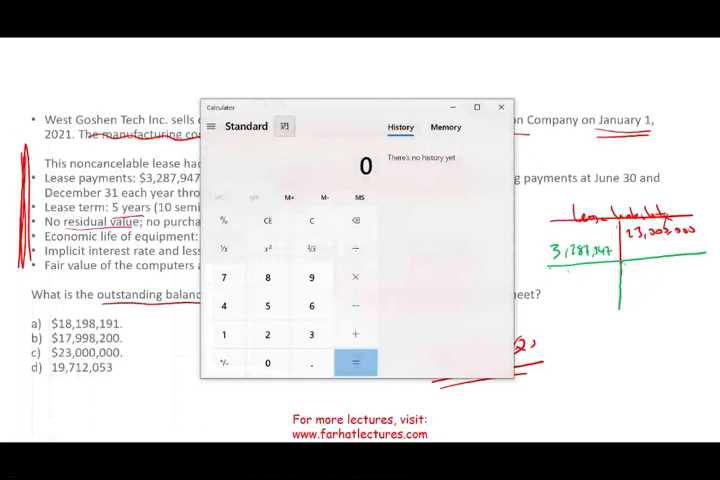 West Goshen Tech Inc. sells
n Company on January 1,
2021. The manufacturing co
This noncancelable lease had
Lease payments: $3,287,947
g payments at June 30 and
December 31 each year thro
Lease term: 5 years (10 semi
No residual value; no purcha
Economic life of equipment:
Implicit interest rate and less
Fair value of the computers a
What is the outstanding balanc
heet?
a) $18,198,191.
b) $17,998,200.
c) $23,000,000.
d) 19,712,053
Calculator
Standard
History
Memory
0
There's no history yet
MC MR M+ M- MS
% CE C
¹/x x² ²√x ÷
7 8 9 ×
4 5 6 −
1 2 3 +
+/- 0 . =
23,000,000
3,287,947
For more lectures, visit:
www.farhatlectures.com